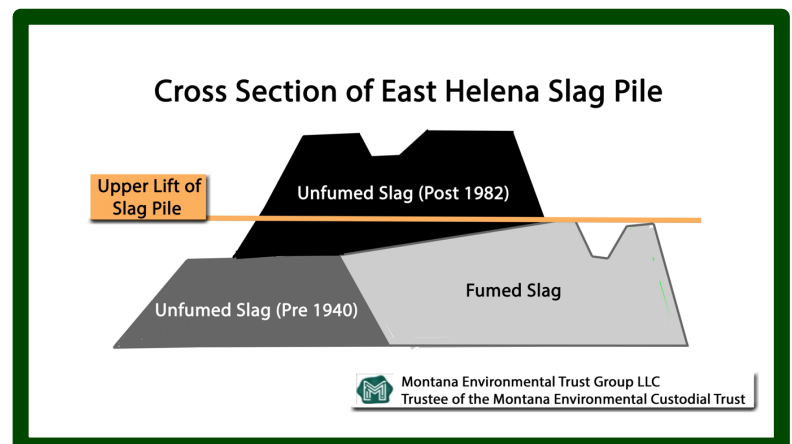 Cross Section of East Helena Slag Pile
Upper Lift of
Slag Pile
Unfumed Slag (Post 1982)
Unfumed Slag (Pre 1940)
Fumed Slag
M
Montana Environmental Trust Group LLC
Trustee of the Montana Environmental Custodial Trust